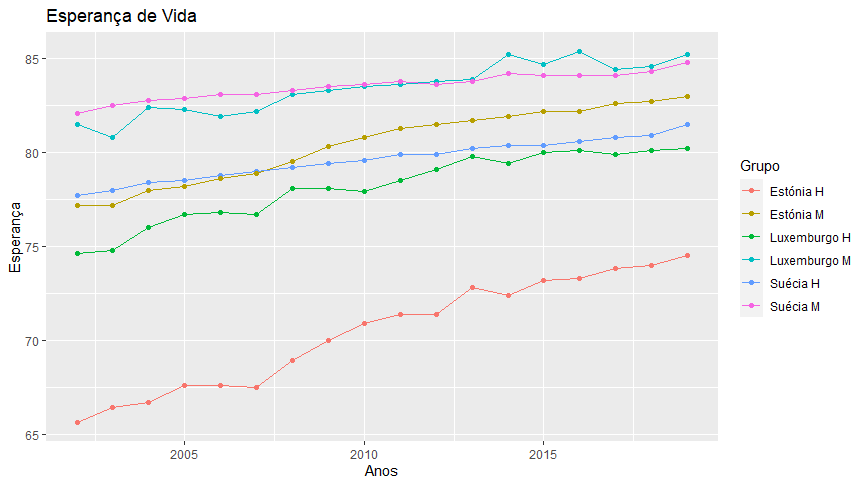 Esperança de Vida
85
80
75
70
65
Esperança
2005
2010
2015
Anos
Grupo
Estónia H
Estónia M
Luxemburgo H
Luxemburgo M
Suécia H
Suécia M